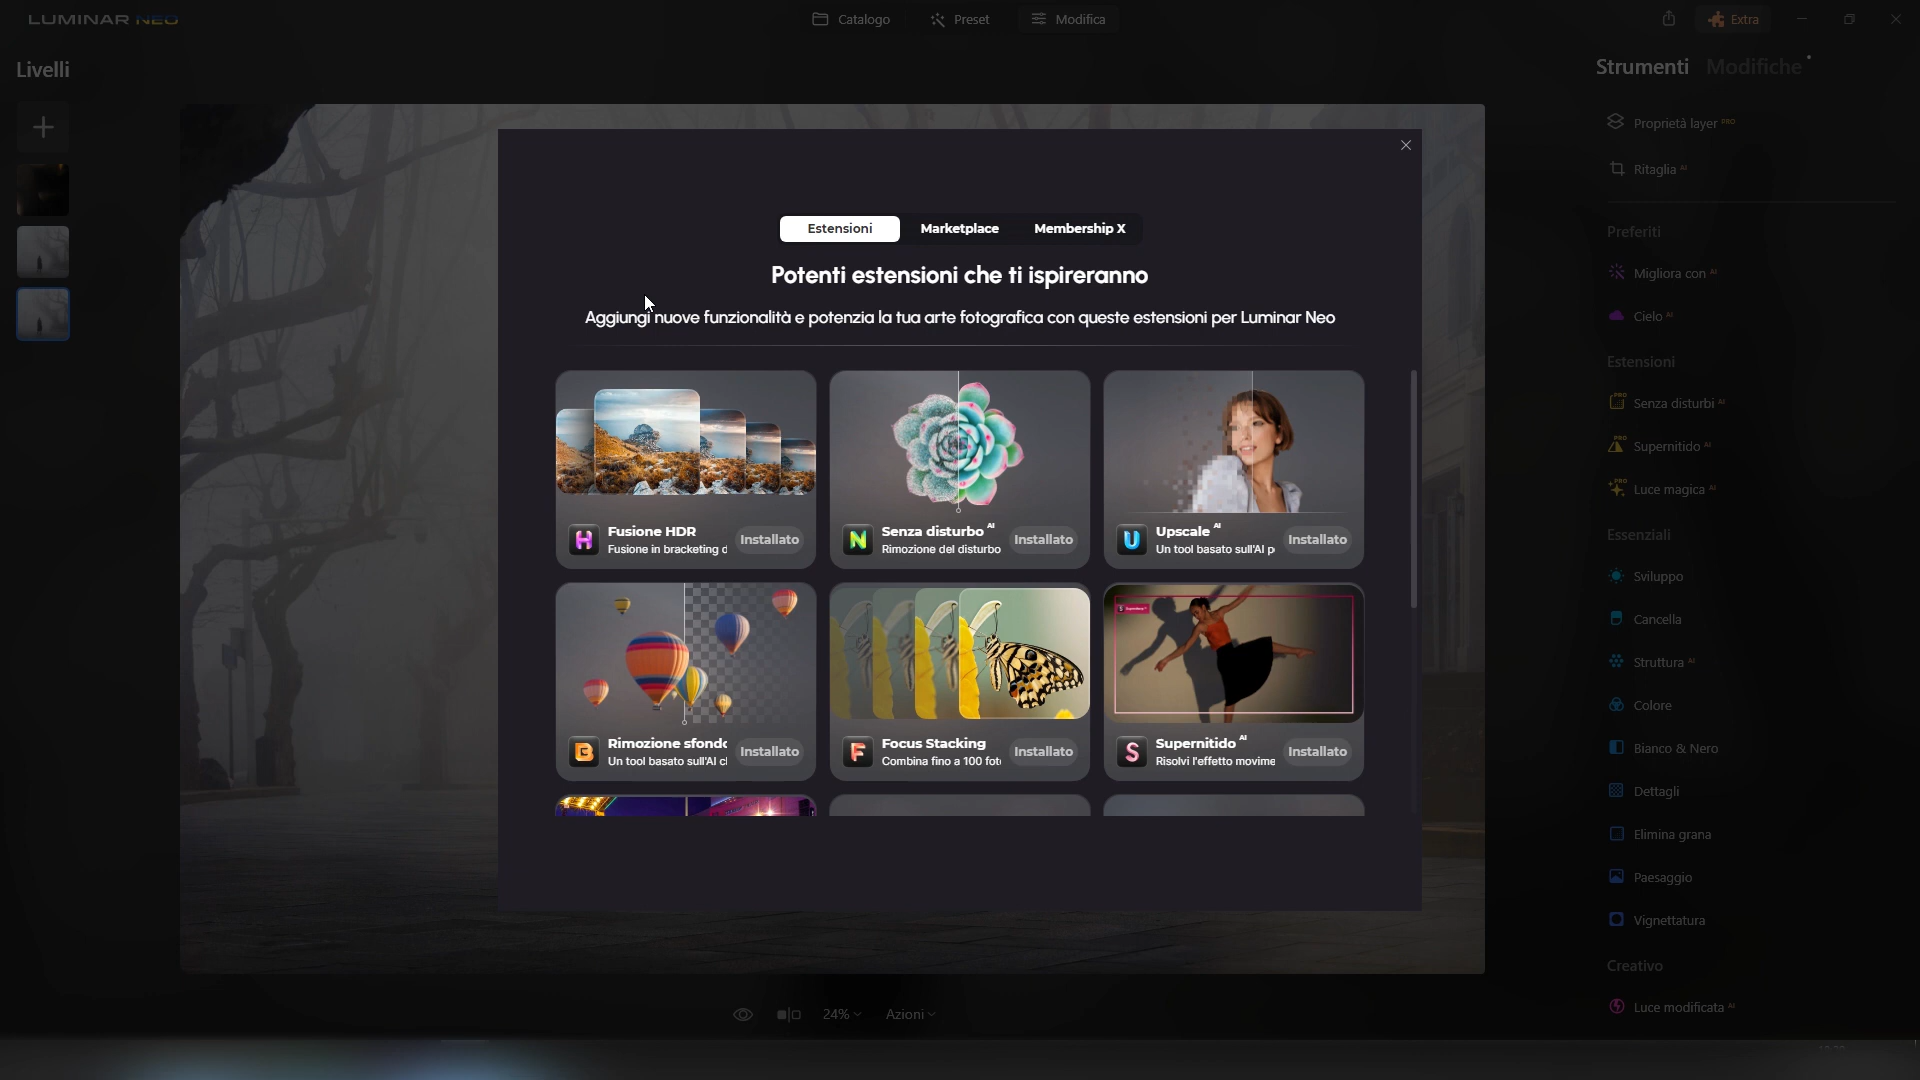 LUMINAR NEO
Catalogo
Preset
Modifica
Extra
Livelli
Strumenti
Modifiche
Proprietà layer PRO
Ritaglia AI
Preferiti
Migliora con AI
Cielo AI
Estensioni
Senza disturbi AI
PRO
Supernitido AI
PRO
Luce magica AI
PRO
Essenziali
Sviluppo
Cancella
Struttura AI
Colore
Bianco & Nero
Dettagli
Elimina grana
Paesaggio
Vignettatura
Creativo
Luce modificata AI
Estensioni
Marketplace
Membership X
Potenti estensioni che ti ispireranno
Aggiungi nuove funzionalità e potenzia la tua arte fotografica con queste estensioni per Luminar Neo
H
Fusione HDR
Fusione in bracketing d
Installato
N
Senza disturbo AI
Rimozione del disturbo
Installato
U
Upscale AI
Un tool basato sull'AI p
Installato
B
Rimozione sfondo
Un tool basato sull'AI cl
Installato
F
Focus Stacking
Combina fino a 100 foto
Installato
S
Supernitido AI
Risolvi l'effetto movime
Installato
24%
Azioni